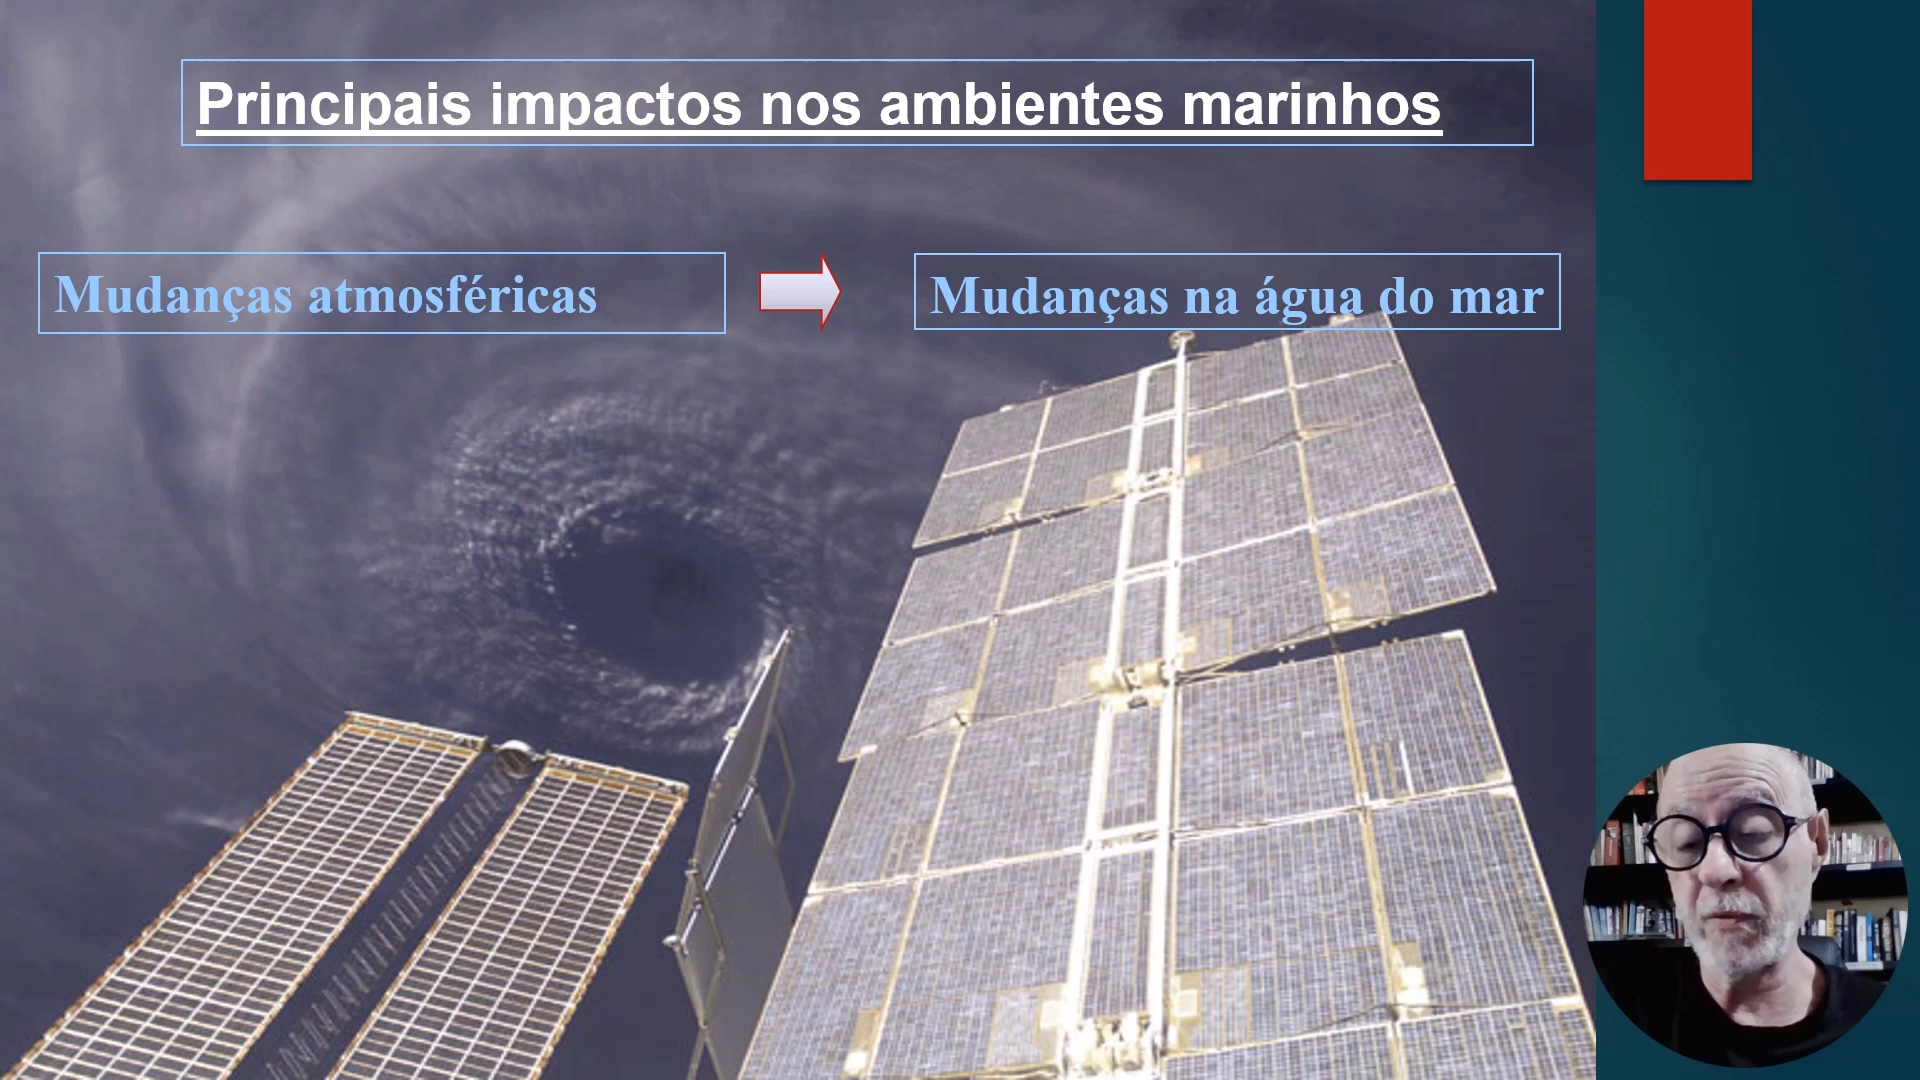 Principais impactos nos ambientes marinhos
Mudanças atmosféricas
Mudanças na água do mar